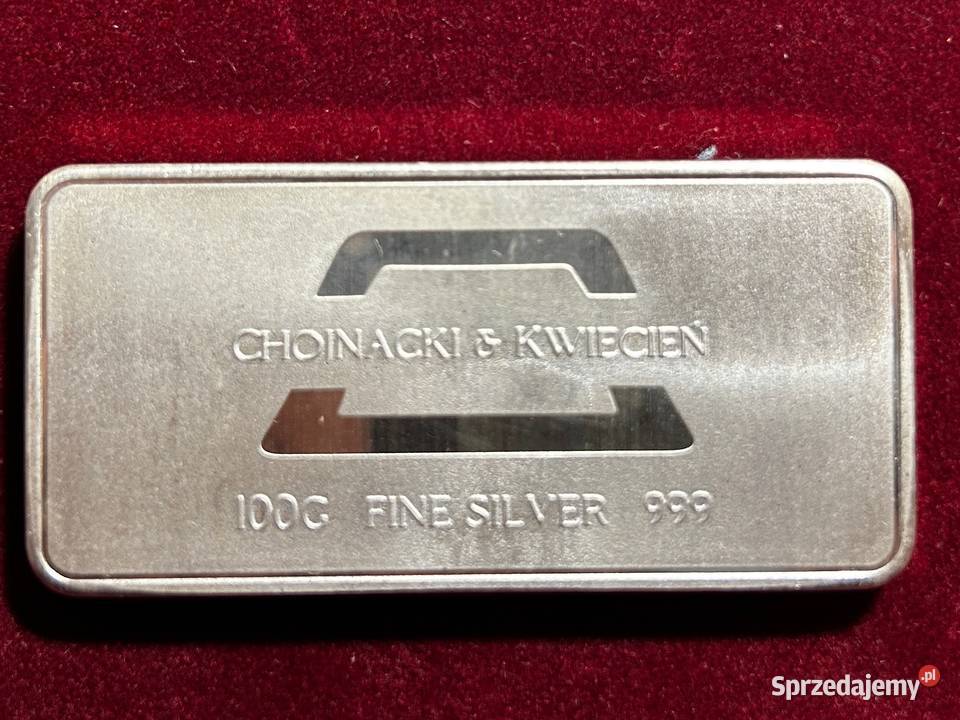 CHOJNACKI & KWIECIEŃ
100G FINE SILVER 999
Sprzedajemy.pl